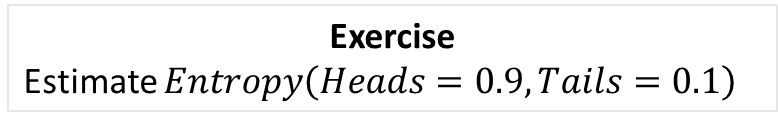 Exercise
Estimate Entropy(Heads = 0.9, Tails = 0.1)